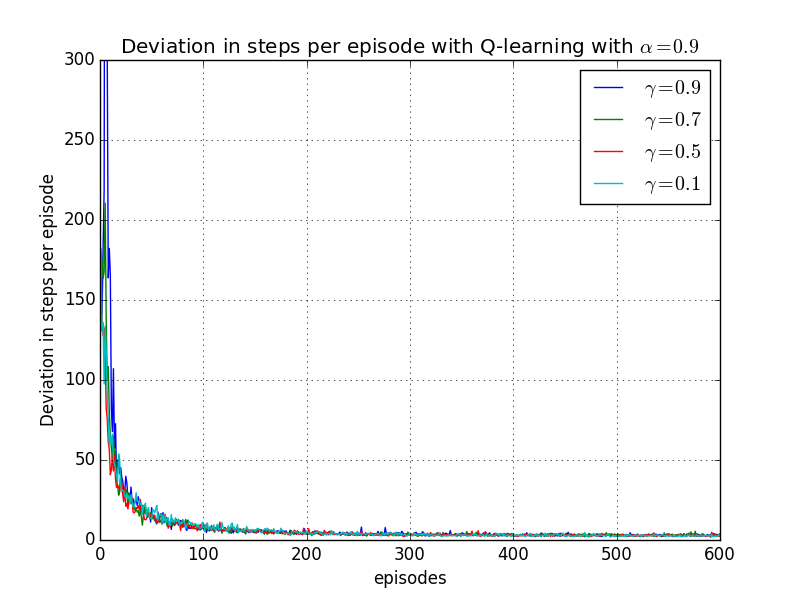 Deviation in steps per episode with Q-learning with α=0.9
300
250
200
150
100
50
0
Deviation in steps per episode
γ=0.9
γ=0.7
γ=0.5
γ=0.1
0 100 200 300 400 500 600
episodes